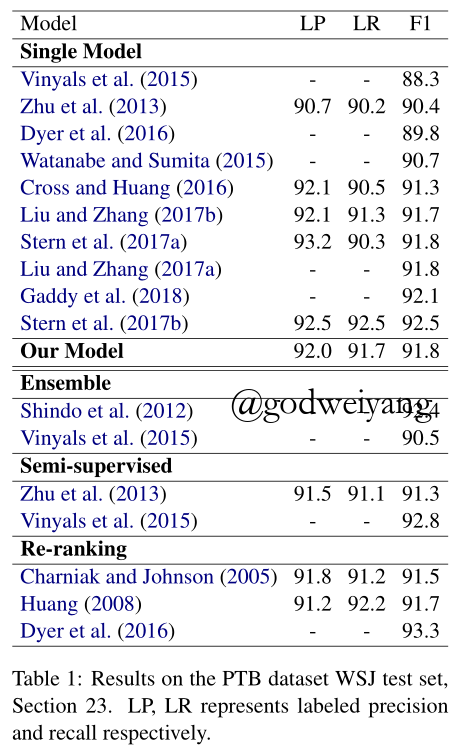 Model LP LR F1
Single Model
Vinyals et al. (2015) - - 88.3
Zhu et al. (2013) 90.7 90.2 90.4
Dyer et al. (2016) - - 89.8
Watanabe and Sumita (2015) - - 90.7
Cross and Huang (2016) 92.1 90.5 91.3
Liu and Zhang (2017b) 92.1 91.3 91.7
Stern et al. (2017a) 93.2 90.3 91.8
Liu and Zhang (2017a) - - 91.8
Gaddy et al. (2018) - - 92.1
Stern et al. (2017b) 92.5 92.5 92.5
Our Model 92.0 91.7 91.8
Ensemble
@godweiyang
Shindo et al. (2012) 92.4
Vinyals et al. (2015) - - 90.5
Semi-supervised
Zhu et al. (2013) 91.5 91.1 91.3
Vinyals et al. (2015) - - 92.8
Re-ranking
Charniak and Johnson (2005) 91.8 91.2 91.5
Huang (2008) 91.2 92.2 91.7
Dyer et al. (2016) - - 93.3
Table 1: Results on the PTB dataset WSJ test set,
Section 23. LP, LR represents labeled precision
and recall respectively.